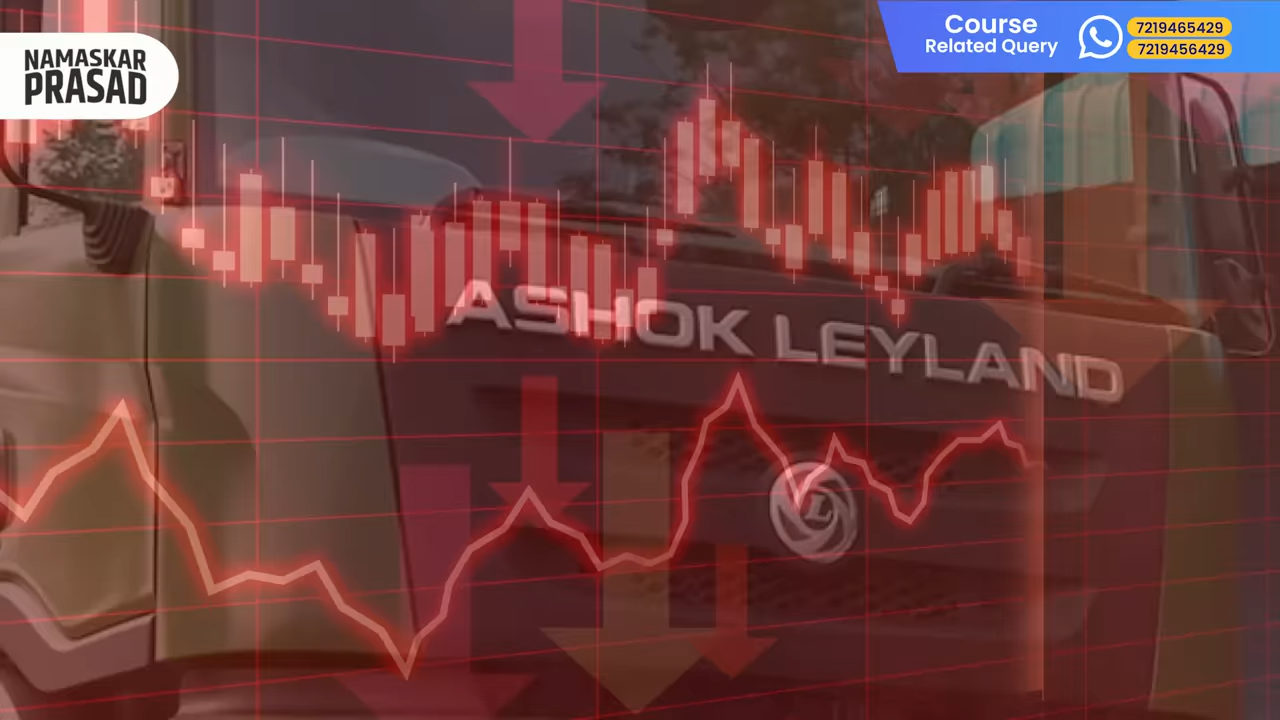 NAMASKAR
PRASAD
Course
Related Query
7219465429
7219456429
ASHOK LEYLAND
L